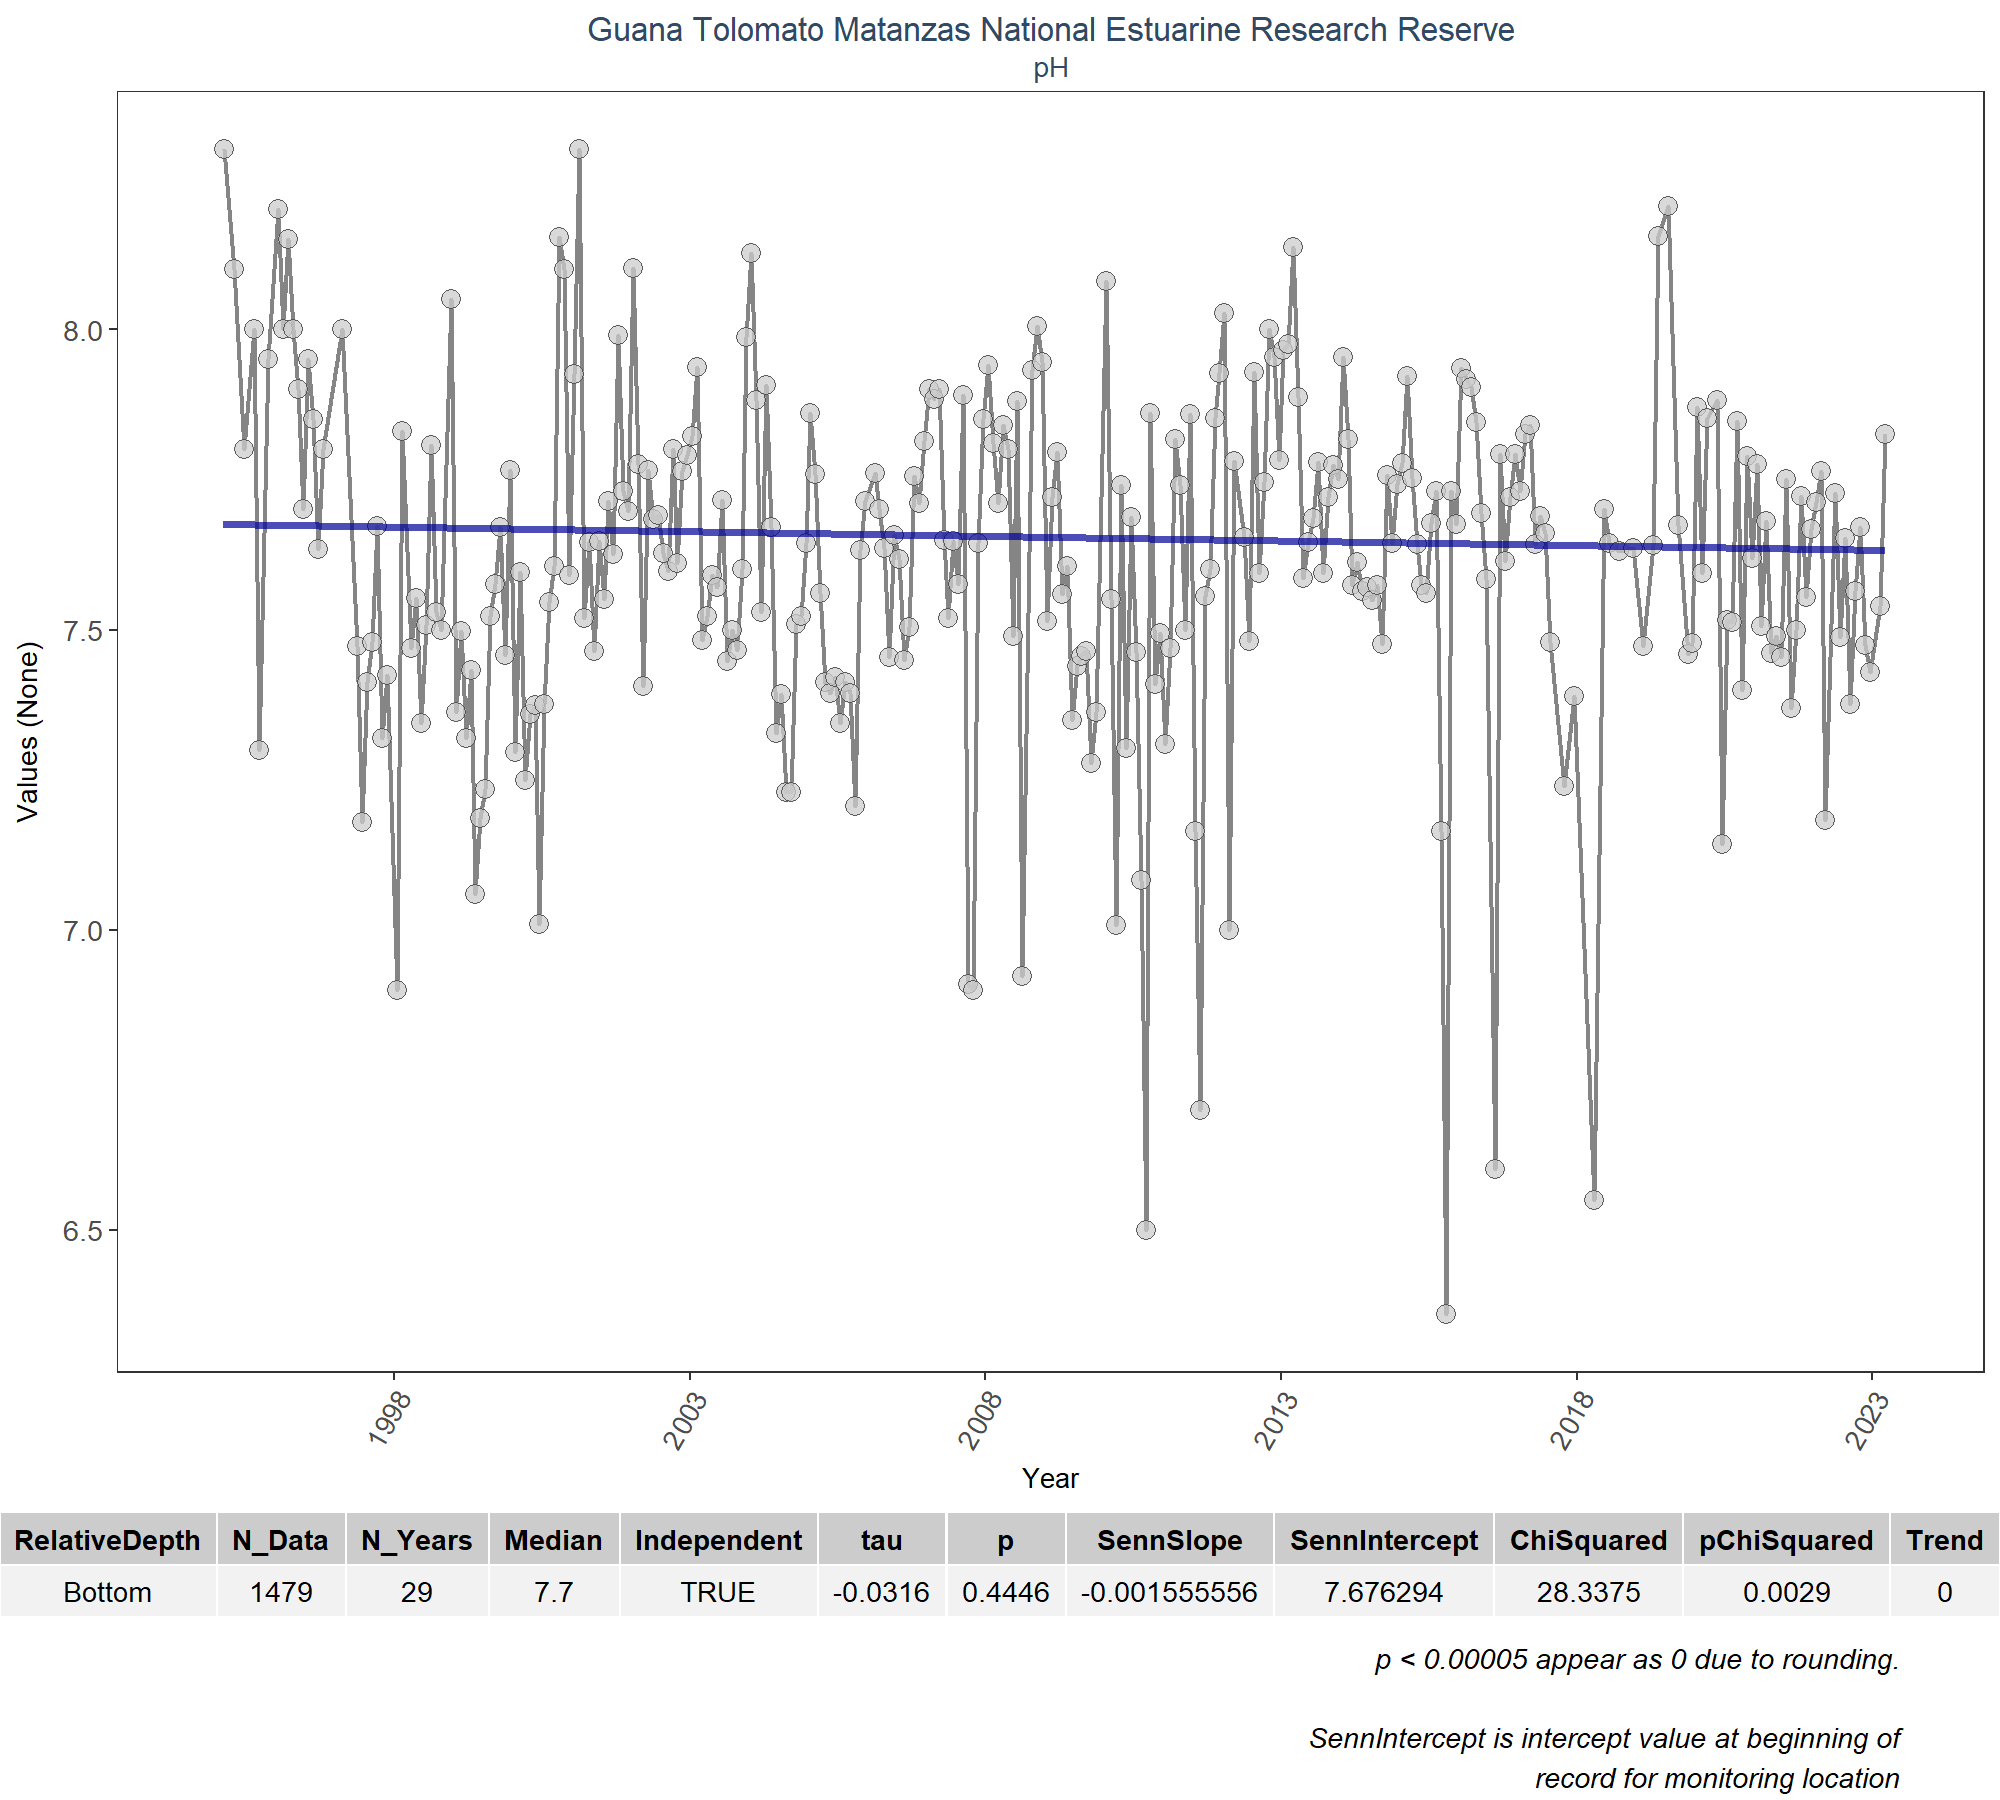 Guana Tolomato Matanzas National Estuarine Research Reserve
pH
8.0
7.5
7.0
6.5
Values (None)
1998
2003
2008
2013
2018
2023
Year
RelativeDepth N_Data N_Years Median Independent tau p SennSlope SennIntercept ChiSquared pChiSquared Trend
Bottom 1479 29 7.7 TRUE -0.0316 0.4446 -0.001555556 7.676294 28.3375 0.0029 0
p < 0.00005 appear as 0 due to rounding.
SennIntercept is intercept value at beginning of
record for monitoring location